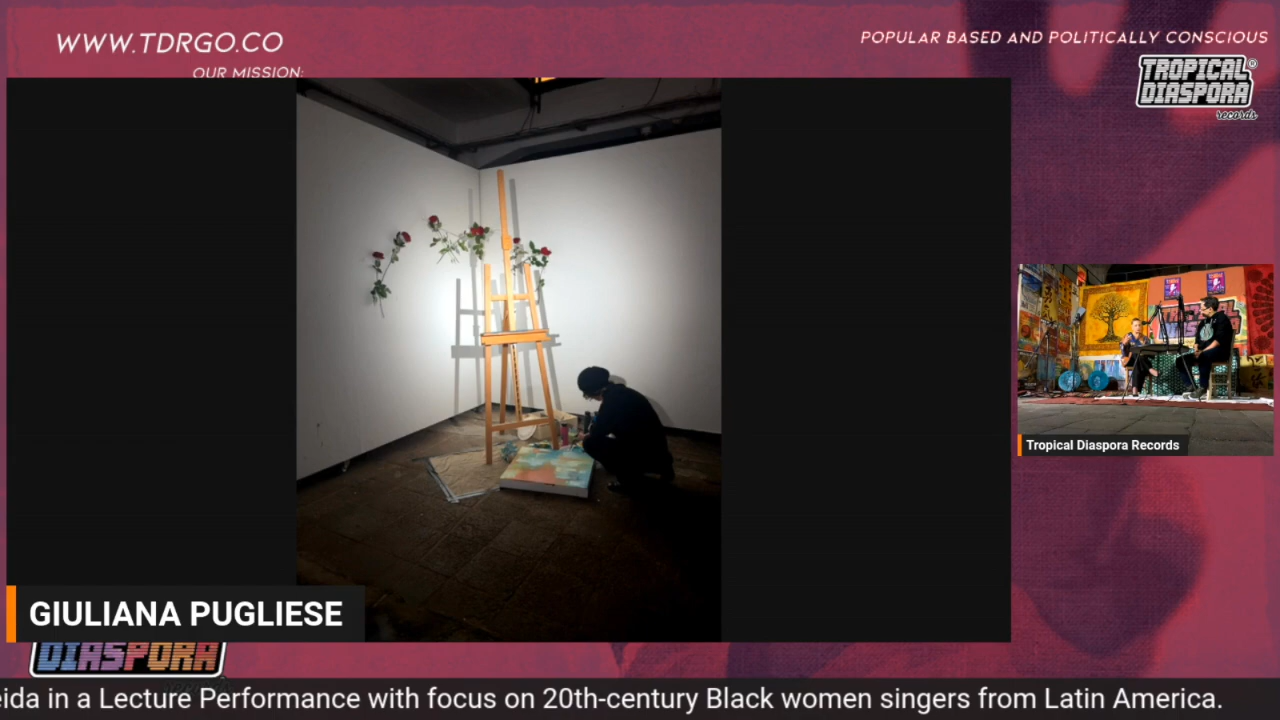 WWW.TDRGO.CO
POPULAR BASED AND POLITICALLY CONSCIOUS
OUR MISSION:
TROPICAL
DIASPORA
records
Tropical Diaspora Records
GIULIANA PUGLIESE
DIASPORA
eida in a Lecture Performance with focus on 20th-century Black women singers from Latin America.